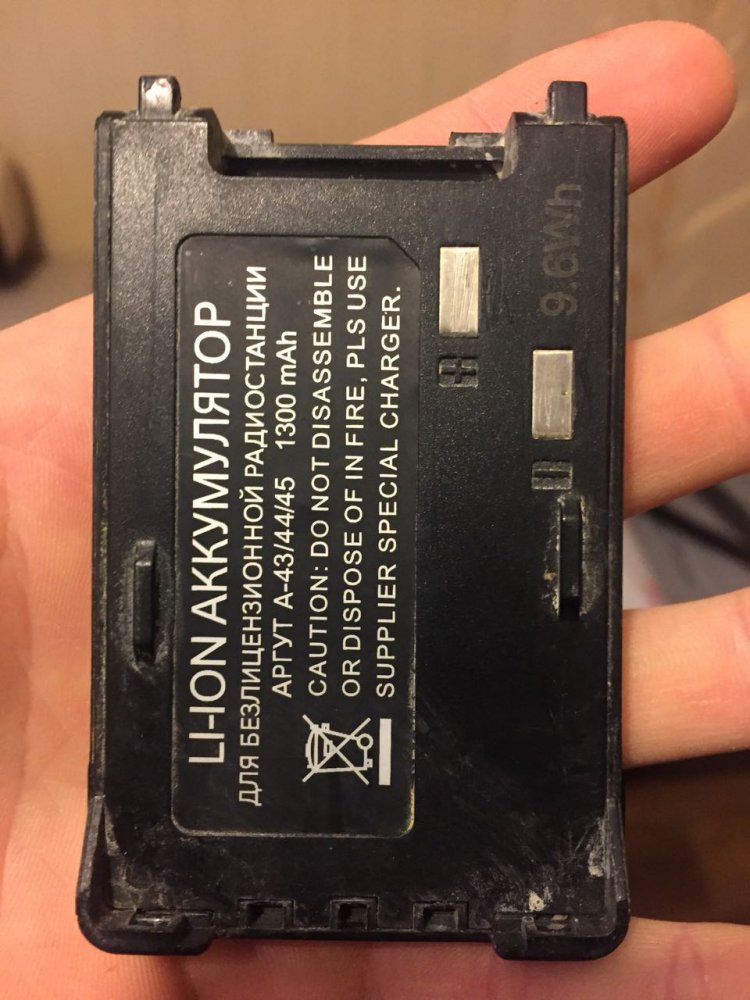 LI-ION АККУМУЛЯТОР
ДЛЯ БЕЗЛИЦЕНЗИОННОЙ РАДИОСТАНЦИИ
АРГУТ А-43/44/45 1300 mAh
CAUTION: DO NOT DISASSEMBLE
OR DISPOSE OF IN FIRE, PLS USE
SUPPLIER SPECIAL CHARGER.
+
-
9.6Wh